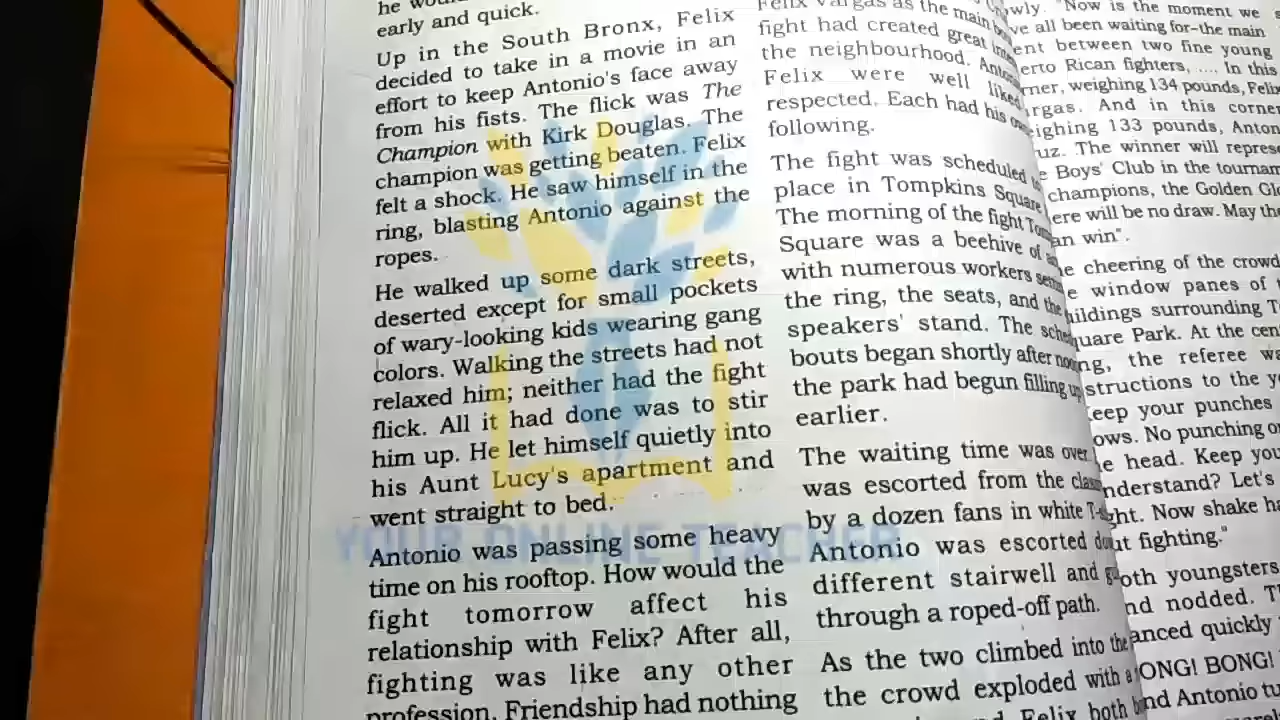 early and quick.
Up in the South Bronx, Felix
decided to take in a movie in an
effort to keep Antonio's face away
from his fists. The flick was The
Champion with Kirk Douglas. The
champion was getting beaten. Felix
felt a shock. He saw himself in the
ring, blasting Antonio against the
ropes.
He walked up some dark streets,
deserted except for small pockets
of wary-looking kids wearing gang
colors. Walking the streets had not
relaxed him; neither had the fight
flick. All it had done was to stir
him up. He let himself quietly into
his Aunt Lucy's apartment and
went straight to bed.
Antonio was passing some heavy
time on his rooftop. How would the
fight tomorrow affect his
relationship with Felix? After all,
fighting was like any other
profession. Friendship had nothing
Felix Vargas as the main
fight had created great
the neighbourhood.
Felix were well liked
respected. Each had his
following.
The fight was scheduled
place in Tompkins Square
The morning of the fight
Square was a beehive of
with numerous workers
the ring, the seats, and the
speakers' stand. The
bouts began shortly after
the park had begun filling
earlier.
The waiting time was over
was escorted from the
by a dozen fans in white
Antonio was escorted
different stairwell and
through a roped-off path.
As the two climbed into the
the crowd exploded with
Felix both
"Now is the moment we
all been waiting for-the main
between two fine young
Rican fighters, .... In this
weighing 134 pounds, Felix
And in this corner
133 pounds, Anton
The winner will
Boys' Club in the
champions, the Golden
will be no draw. May
win".
cheering of the crowd
window panes of
surrounding
Park. At the
the referee
to the
your punches
No punching
head. Keep
Let's
Now shake
fighting."
youngsters
nodded.
quickly
BONG!
Antonio
YOUR ONLINE TEACHER